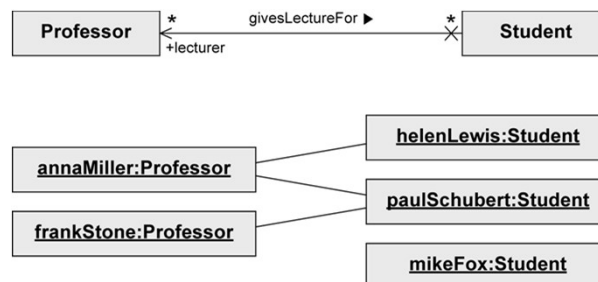 Professor * givesLectureFor ▶ * Student
+lecturer
helenLewis:Student
annaMiller:Professor
paulSchubert:Student
frankStone:Professor
mikeFox:Student